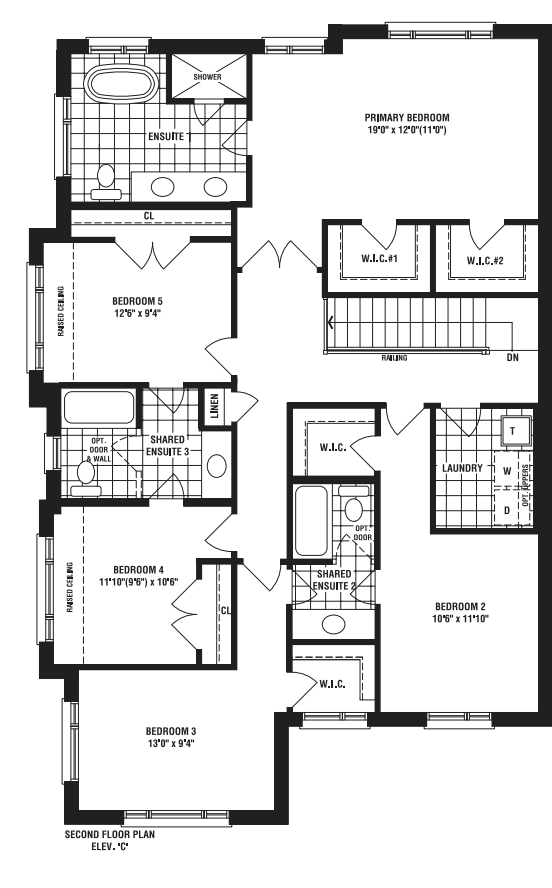 SHOWER
PRIMARY BEDROOM
19'0" x 12'0"(11'0")
ENSUITE 1
CL
W.I.C.#1
W.I.C.#2
RAISED CEILING
BEDROOM 5
12'6" x 9'4"
RAILING
DN
LINEN
OPT.
DOOR
& WALL
SHARED
ENSUITE 3
W.I.C.
LAUNDRY
T
W
D
OPT. UPPERS
OPT.
DOOR
RAISED CEILING
BEDROOM 4
11'10"(9'6") x 10'6"
CL
SHARED
ENSUITE 2
BEDROOM 2
10'6" x 11'10"
W.I.C.
BEDROOM 3
13'0" x 9'4"
SECOND FLOOR PLAN
ELEV. 'C'